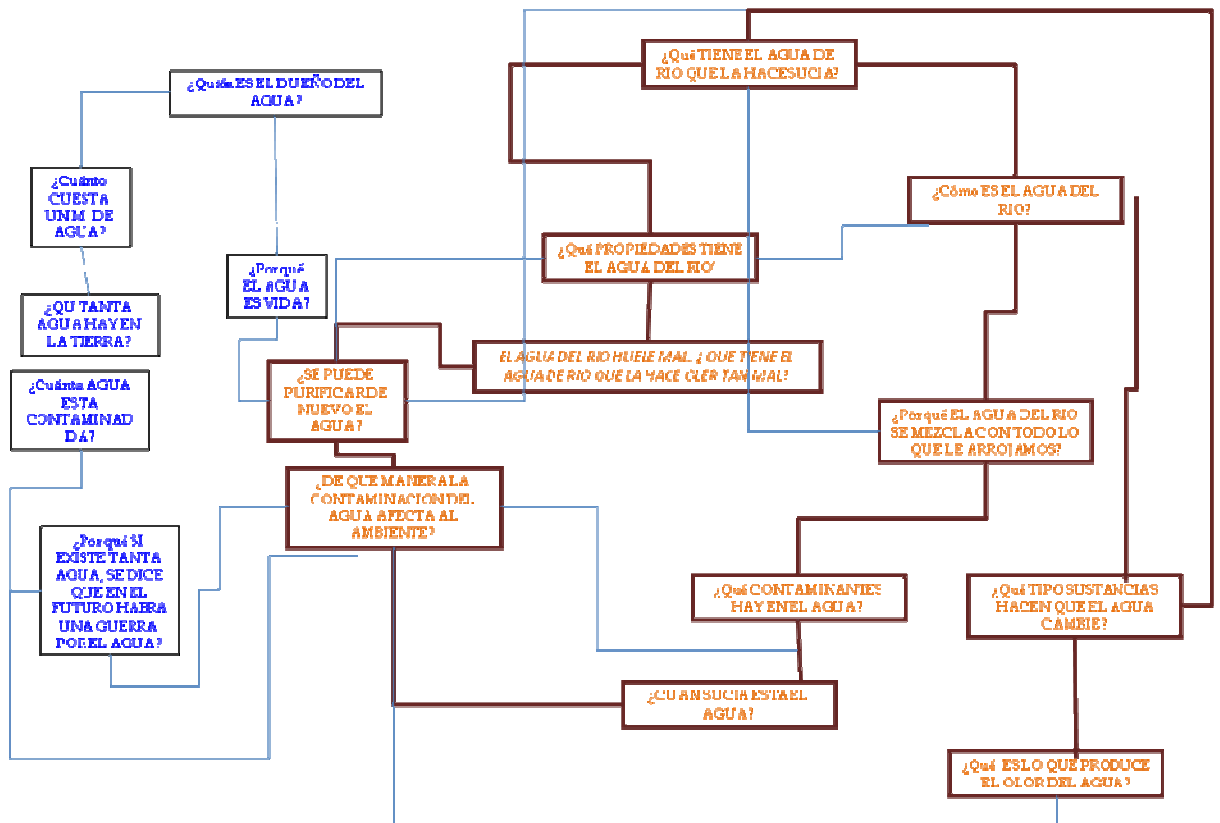 ¿Qué TIENE EL AGUA DE
RIO QUE LA HACE SUCIA?
¿Quién ES EL DUEÑO DEL
AGUA?
¿Cuánto
CUESTA
UN M DE
AGUA?
¿Cómo ES EL AGUA DEL
RIO?
¿Qué PROPIEDADES TIENE
EL AGUA DEL RIO
¿Porqué
EL AGUA
ES VIDA?
¿QU TANTA
AGUA HAY EN
LA TIERRA?
EL AGUA DEL RIO HUELE MAL. ¿ QUE TIENE EL
AGUA DE RIO QUE LA HACE OLER TAN MAL?
¿SE PUEDE
PURIFICAR DE
NUEVO EL
AGUA?
¿Cuánta AGUA
ESTA
CONTAMINAD
DA?
¿Porqué EL AGUA DEL RIO
SE MEZCLA CON TODO LO
QUE LE ARROJAMOS?
¿DE QUE MANERA LA
CONTAMINACION DEL
AGUA AFECTA AL
AMBIENTE?
¿Porqué SI
EXISTE TANTA
AGUA, SE DICE
QUE EN EL
FUTURO HABRA
UNA GUERRA
POR EL AGUA?
¿Qué CONTAMINANTES
HAY EN EL AGUA?
¿Qué TIPO SUSTANCIAS
HACEN QUE EL AGUA
CAMBIE?
¿CUAN SUCIA ESTA EL
AGUA?
¿Qué ES LO QUE PRODUCE
EL OLOR DEL AGUA?